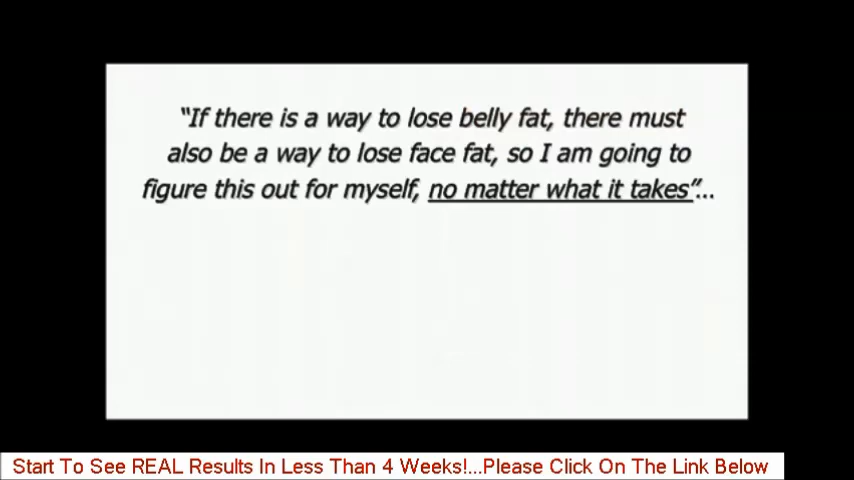 “If there is a way to lose belly fat, there must
also be a way to lose face fat, so I am going to
figure this out for myself, no matter what it takes”...
Start To See REAL Results In Less Than 4 Weeks!...Please Click On The Link Below